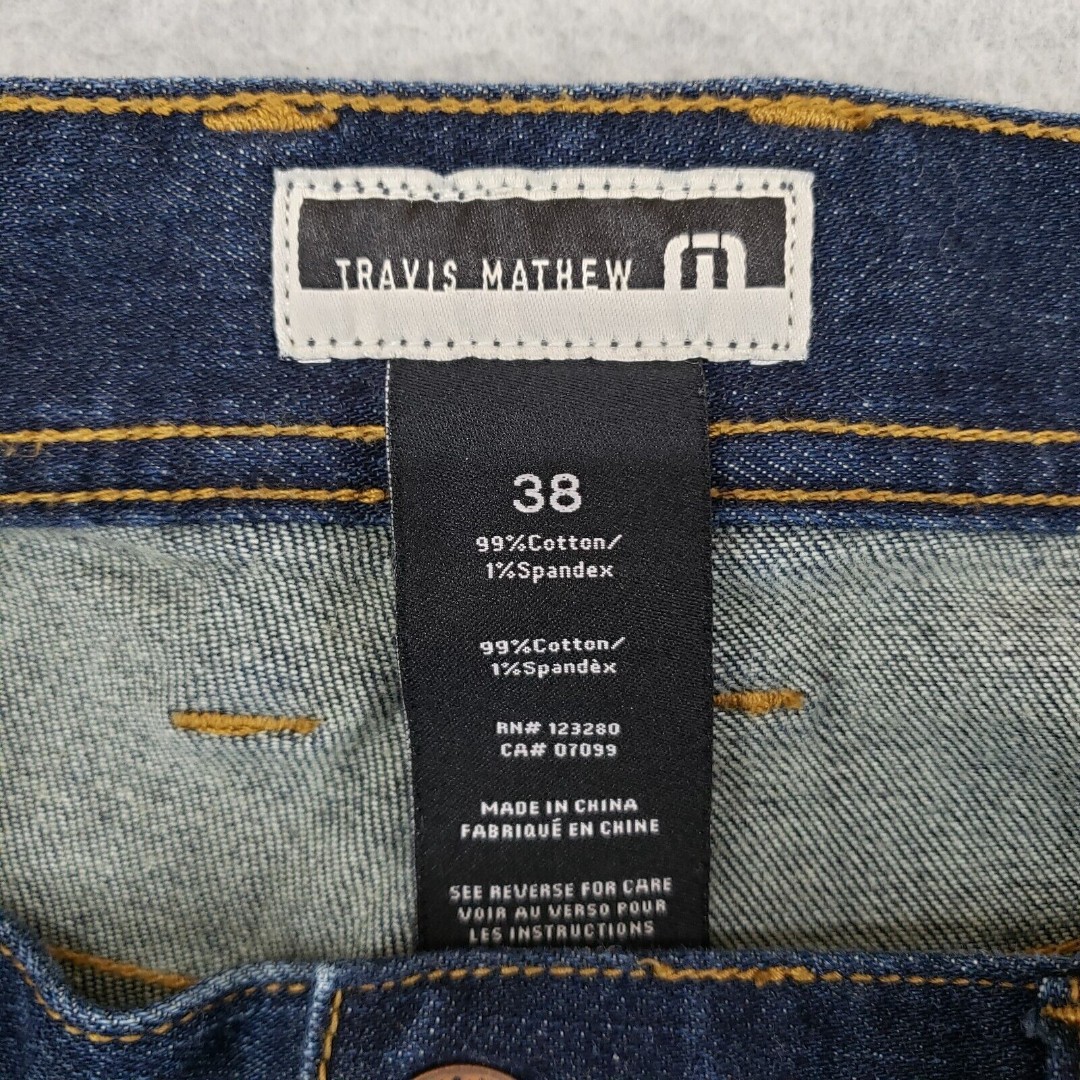 TRAVIS MATHEW
38
99%Cotton/
1%Spandex
99%Cotton/
1%Spandèx
RN# 123280
CA# 07099
MADE IN CHINA
FABRIQUÉ EN CHINE
SEE REVERSE FOR CARE
VOIR AU VERSO POUR
LES INSTRUCTIONS